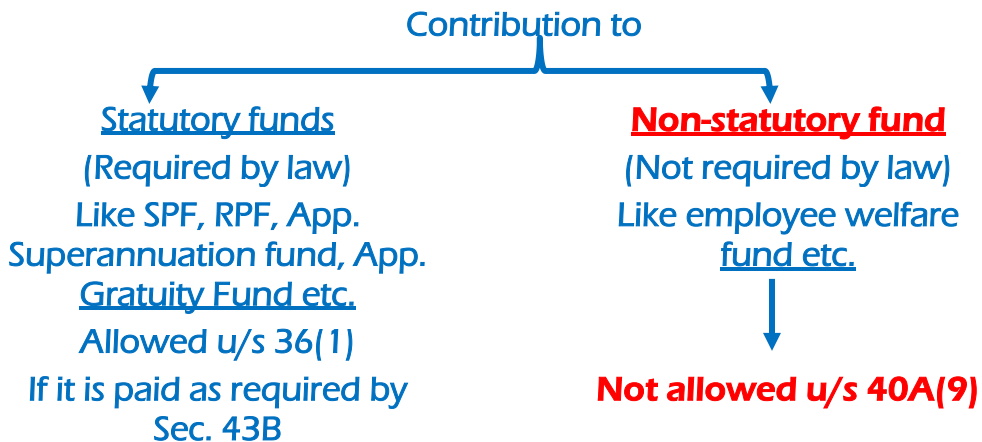 Contribution to
Statutory funds
(Required by law)
Like SPF, RPF, App.
Superannuation fund, App.
Gratuity Fund etc.
Allowed u/s 36(1)
If it is paid as required by
Sec. 43B
Non-statutory fund
(Not required by law)
Like employee welfare
fund etc.
Not allowed u/s 40A(9)